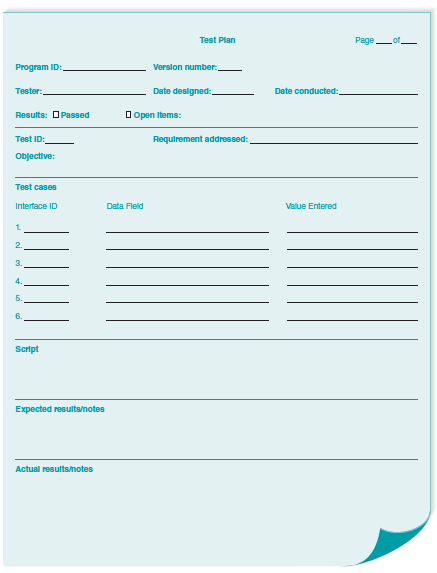 Test Plan Page ___ of ___
Program ID: Version number:
Tester: Date designed: Date conducted:
Results: Passed Open items:
Test ID: Requirement addressed:
Objective:
Test cases
Interface ID Data Field Value Entered
1.
2.
3.
4.
5.
6.
Script
Expected results/notes
Actual results/notes